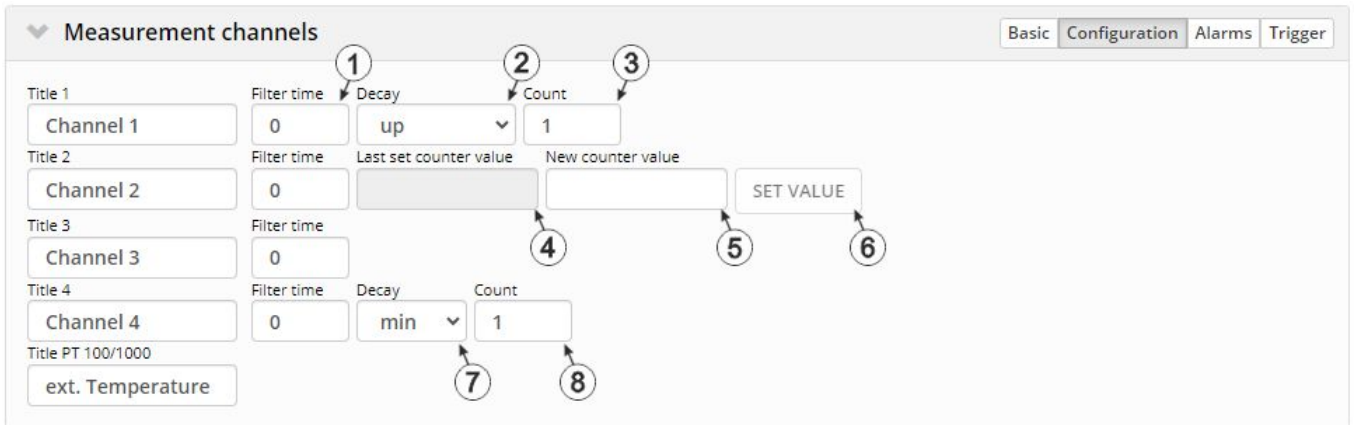 Measurement channels Basic Configuration Alarms Trigger
1 2 3
Title 1 Filter time Decay Count
Channel 1 0 up 1
Title 2 Filter time Last set counter value New counter value
Channel 2 0 SET VALUE
Title 3 Filter time
4 5 6
Channel 3 0
Title 4 Filter time Decay Count
Channel 4 0 min 1
Title PT 100/1000
7 8
ext. Temperature